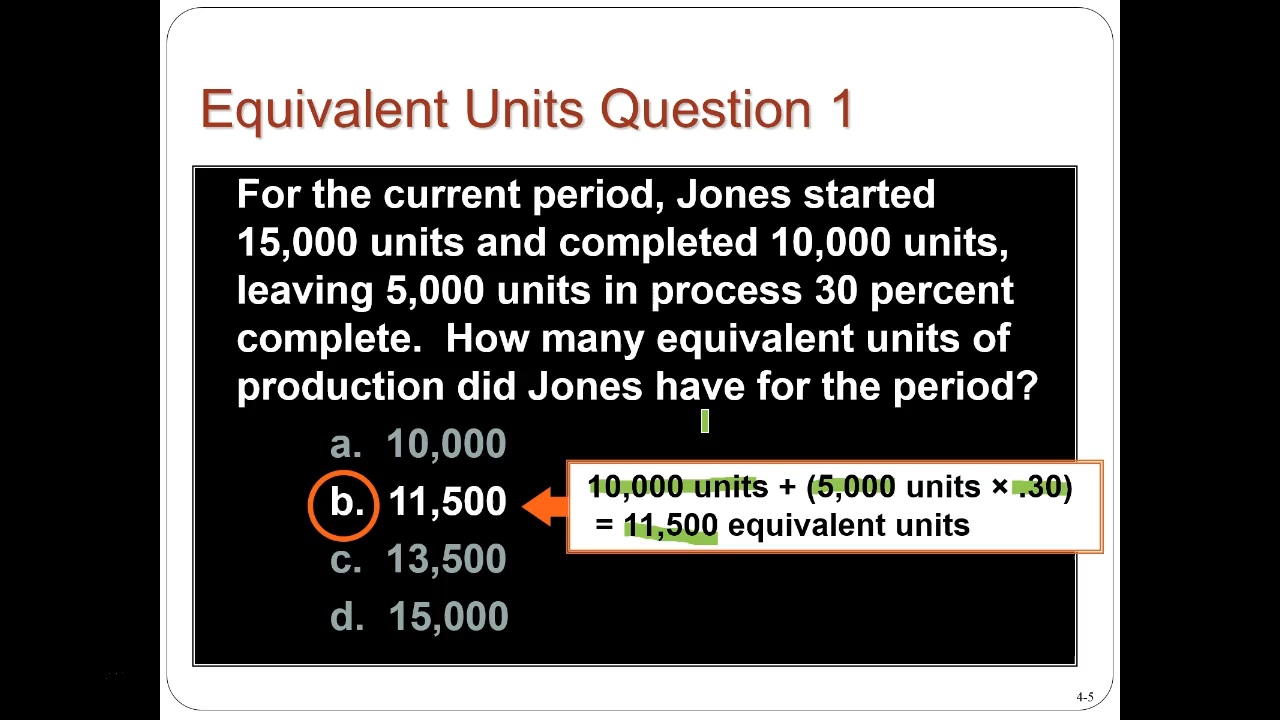 Equivalent Units Question 1
For the current period, Jones started
15,000 units and completed 10,000 units,
leaving 5,000 units in process 30 percent
complete.  How many equivalent units of
production did Jones have for the period?
a.  10,000
b.  11,500
c.  13,500
d.  15,000
10,000 units + (5,000 units × .30)
= 11,500 equivalent units
4-5